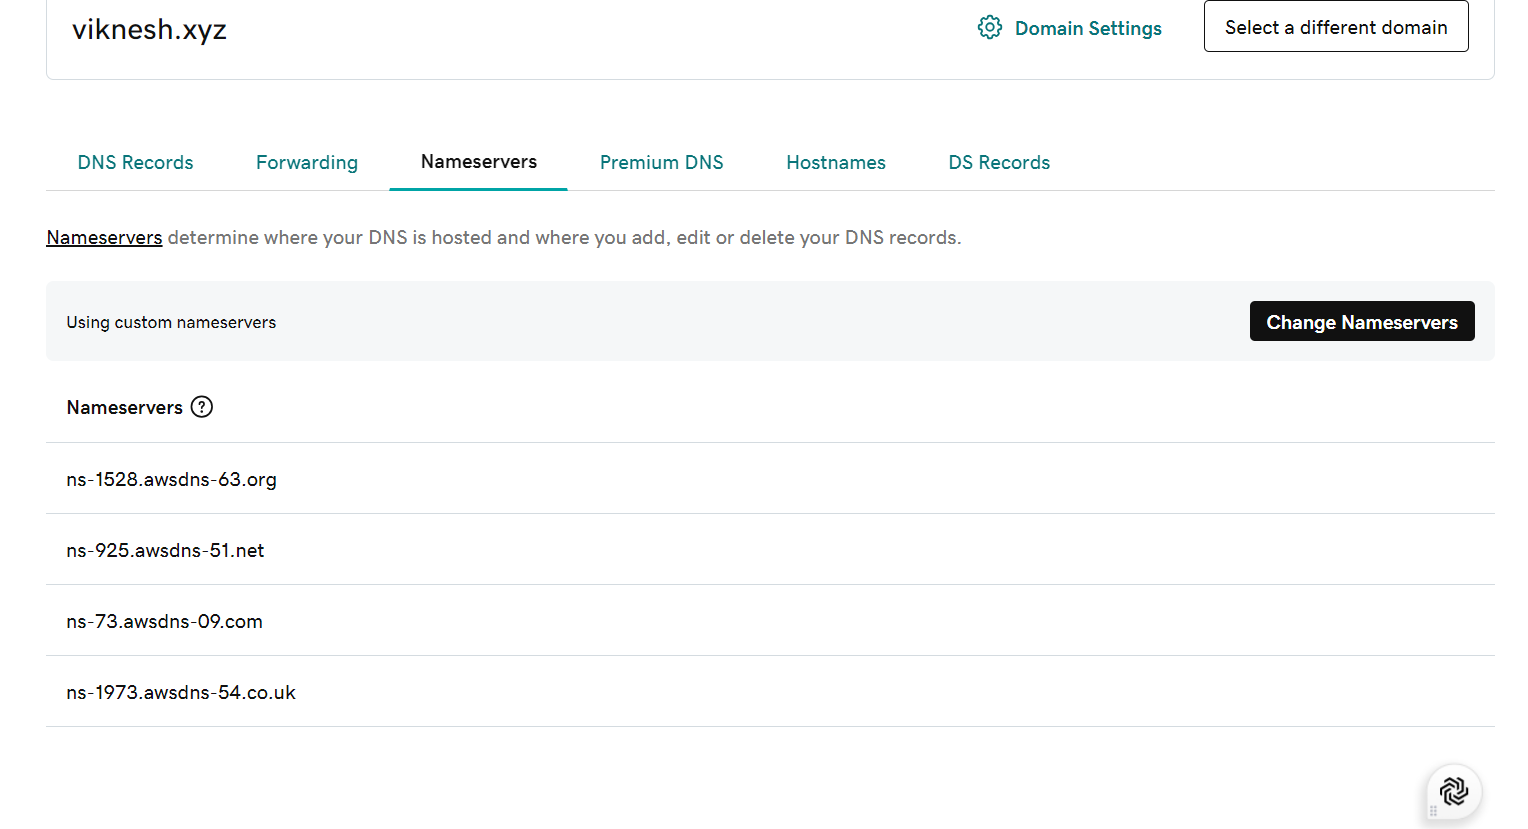 viknesh.xyz
Domain Settings
Select a different domain
DNS Records
Forwarding
Nameservers
Premium DNS
Hostnames
DS Records
Nameservers determine where your DNS is hosted and where you add, edit or delete your DNS records.
Using custom nameservers
Change Nameservers
Nameservers ?
ns-1528.awsdns-63.org
ns-925.awsdns-51.net
ns-73.awsdns-09.com
ns-1973.awsdns-54.co.uk